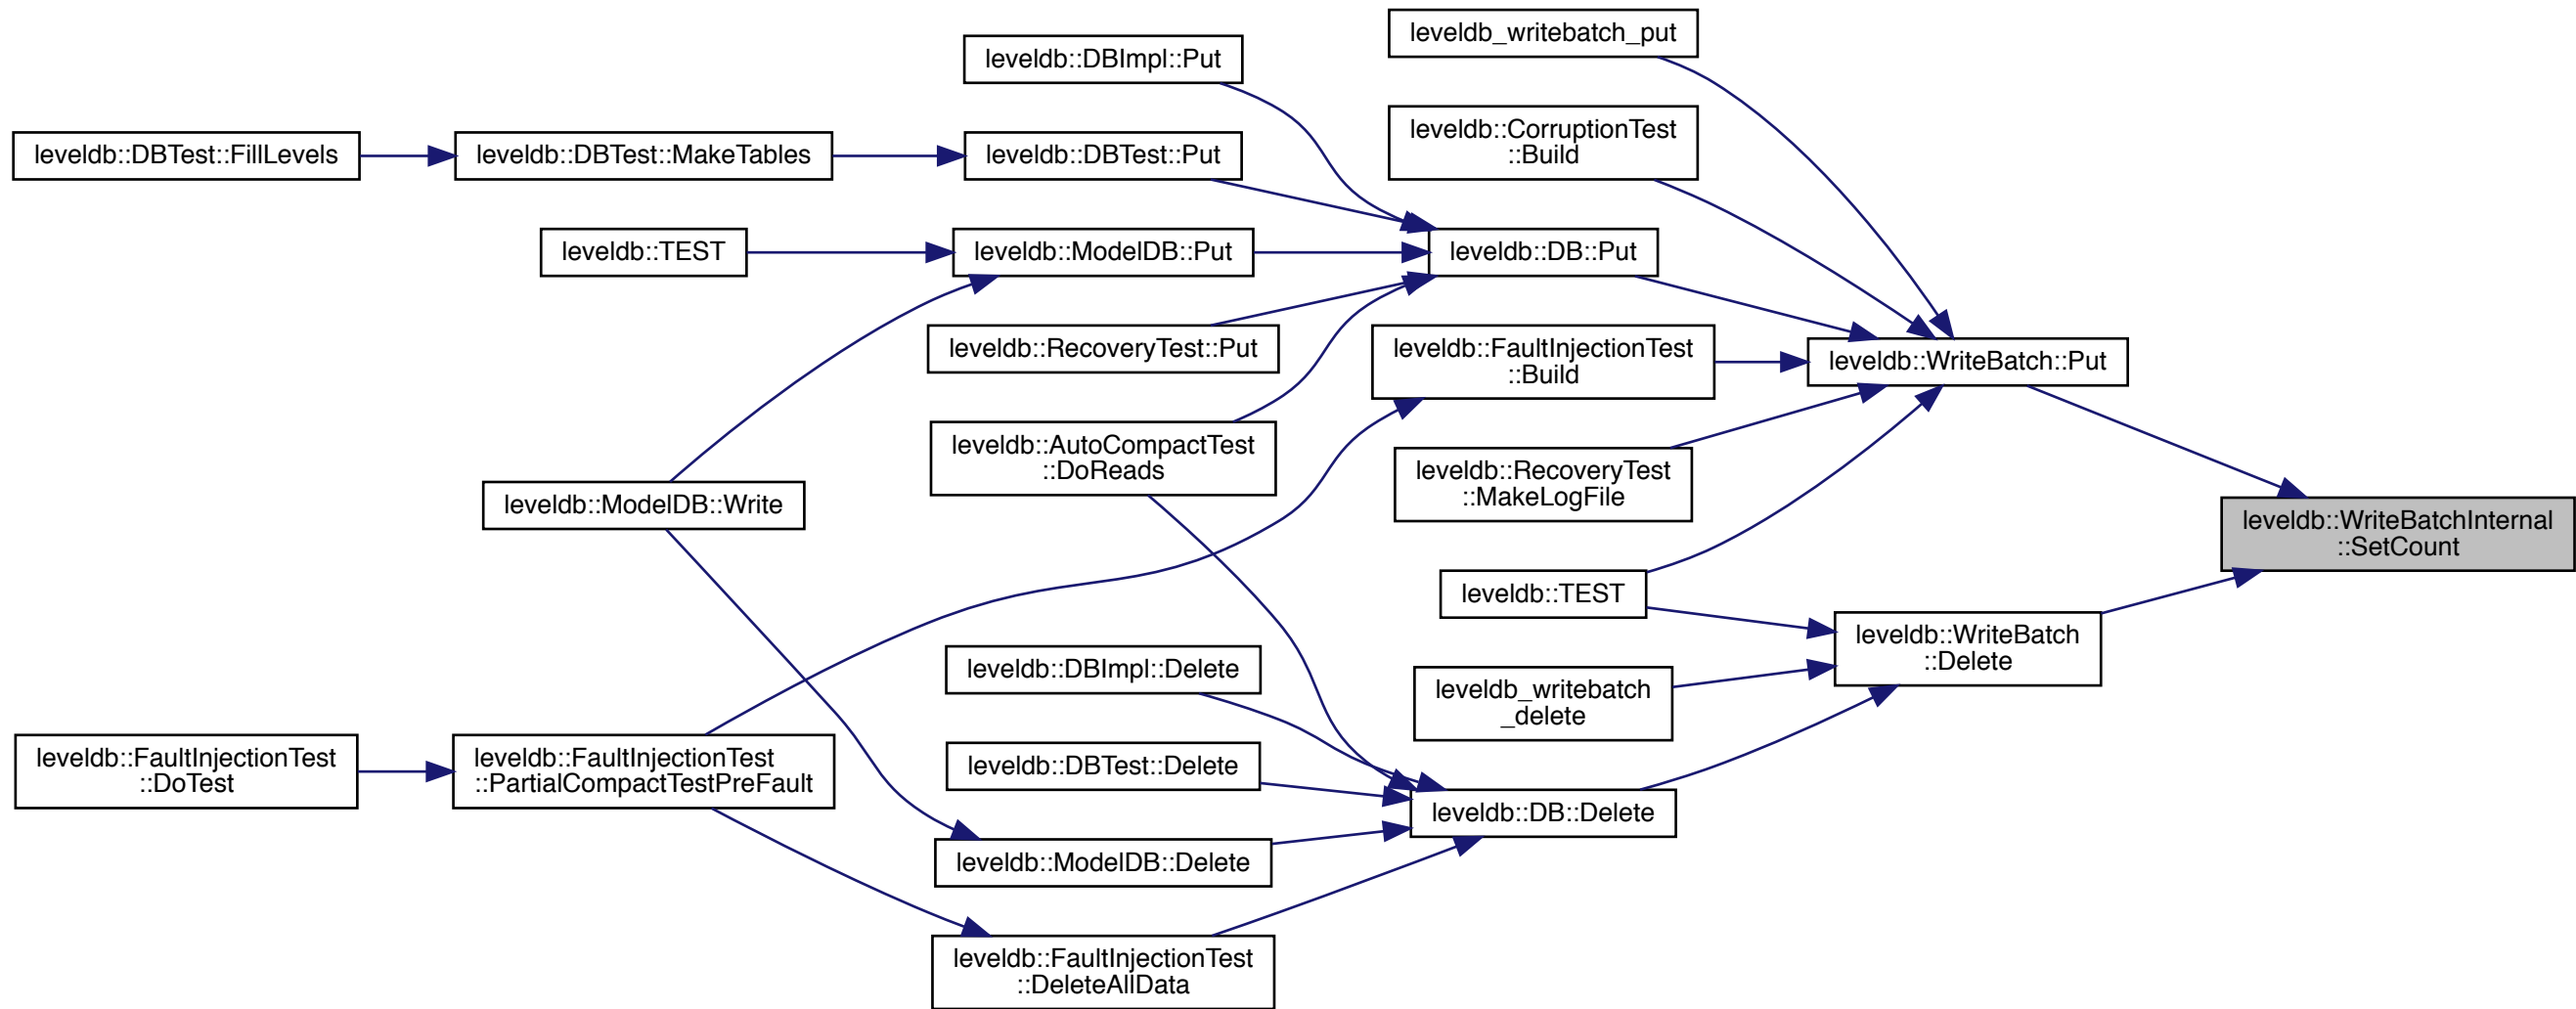 leveldb_writebatch_put
leveldb::DBImpl::Put
leveldb::CorruptionTest
::Build
leveldb::DBTest::FillLevels
leveldb::DBTest::MakeTables
leveldb::DBTest::Put
leveldb::TEST
leveldb::ModelDB::Put
leveldb::DB::Put
leveldb::RecoveryTest::Put
leveldb::FaultInjectionTest
::Build
leveldb::WriteBatch::Put
leveldb::AutoCompactTest
::DoReads
leveldb::RecoveryTest
::MakeLogFile
leveldb::ModelDB::Write
leveldb::WriteBatchInternal
::SetCount
leveldb::TEST
leveldb::WriteBatch
::Delete
leveldb::DBImpl::Delete
leveldb_writebatch
_delete
leveldb::FaultInjectionTest
::DoTest
leveldb::FaultInjectionTest
::PartialCompactTestPreFault
leveldb::DBTest::Delete
leveldb::DB::Delete
leveldb::ModelDB::Delete
leveldb::FaultInjectionTest
::DeleteAllData